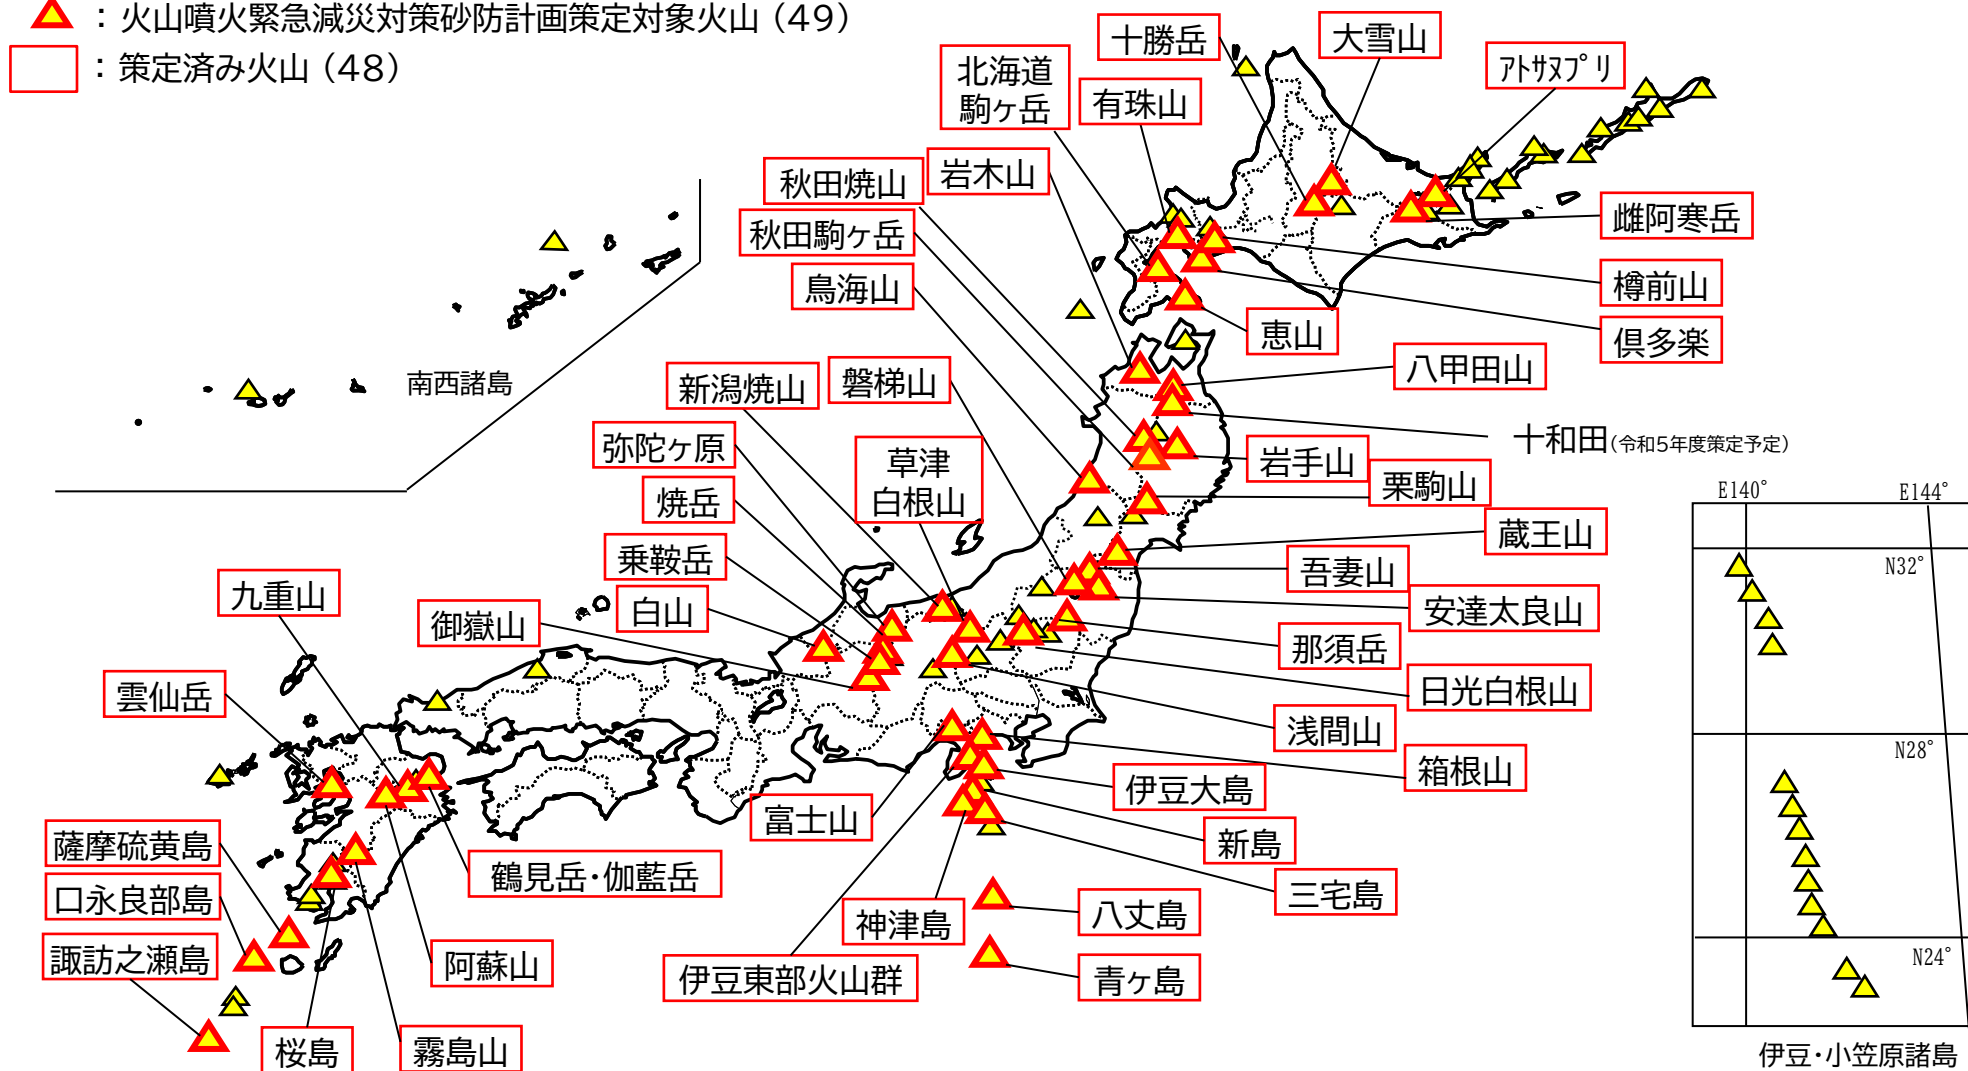 ：火山噴火緊急減災対策砂防計画策定対象火山（49）
：策定済み火山（48）
十勝岳
大雪山
ｱﾄｻﾇﾌﾟﾘ
北海道
駒ヶ岳
有珠山
秋田焼山
岩木山
秋田駒ヶ岳
鳥海山
雌阿寒岳
樽前山
倶多楽
恵山
八甲田山
南西諸島
新潟焼山
磐梯山
十和田(令和5年度策定予定)
弥陀ヶ原
草津
白根山
岩手山
栗駒山
焼岳
蔵王山
乗鞍岳
吾妻山
九重山
白山
御嶽山
安達太良山
那須岳
雲仙岳
日光白根山
浅間山
箱根山
伊豆大島
富士山
新島
薩摩硫黄島
鶴見岳・伽藍岳
三宅島
口永良部島
神津島
八丈島
諏訪之瀬島
阿蘇山
伊豆東部火山群
青ヶ島
桜島
霧島山
E140°
E144°
N32°
N28°
N24°
伊豆・小笠原諸島